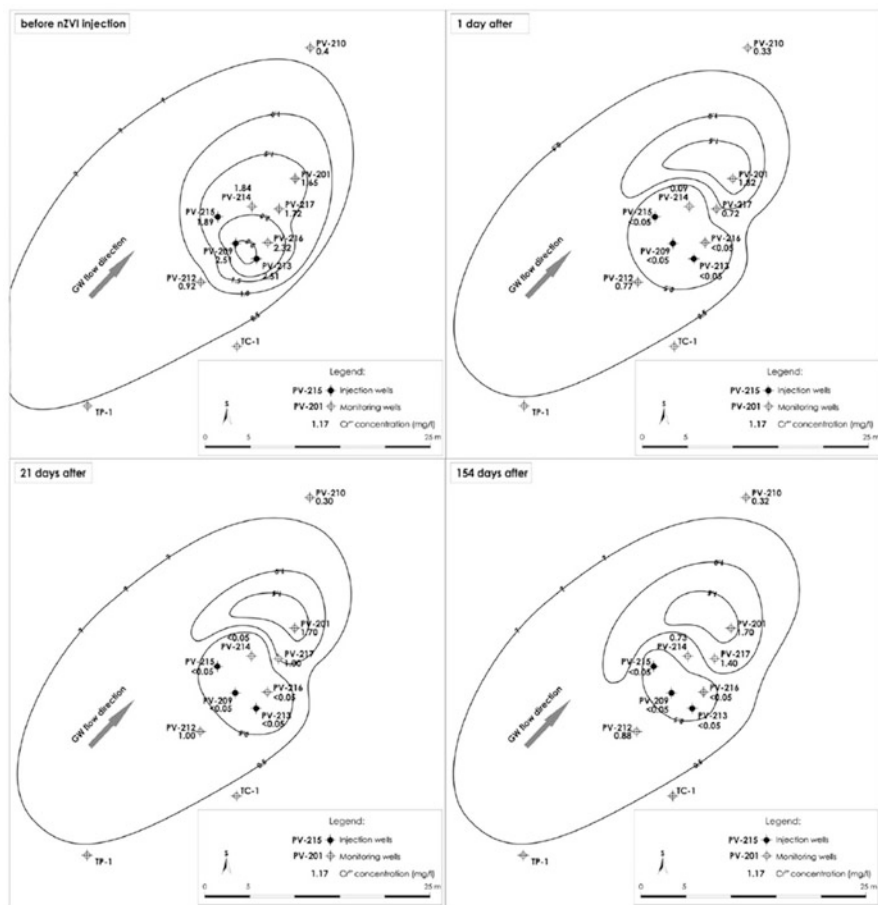 before nZVI injection
PV-210
0.4
PV-201
1.65
1.84
PV-214
PV-217
1.72
PV-215
1.89
PV-216
2.32
PV-209
2.51
PV-213
2.51
PV-212
0.92
1.5
1.0
GW flow direction
TC-1
TP-1
Legend:
PV-215 Injection wells
PV-201 Monitoring wells
1.17 Cr concentration (mg/l)
S
0 5 25 m
1 day after
PV-210
0.33
PV-201
1.82
0.09
PV-214
PV-217
0.72
PV-215
<0.05
PV-216
<0.05
PV-209
<0.05
PV-213
<0.05
PV-212
0.77
GW flow direction
TC-1
TP-1
Legend:
PV-215 Injection wells
PV-201 Monitoring wells
1.17 Cr concentration (mg/l)
S
0 5 25 m
21 days after
PV-210
0.30
PV-201
1.70
<0.05
PV-214
PV-217
1.00
PV-215
<0.05
PV-216
<0.05
PV-209
<0.05
PV-213
<0.05
PV-212
1.00
GW flow direction
TC-1
TP-1
Legend:
PV-215 Injection wells
PV-201 Monitoring wells
1.17 Cr concentration (mg/l)
S
0 5 25 m
154 days after
PV-210
0.32
PV-201
1.70
0.73
PV-214
PV-217
1.40
PV-215
<0.05
PV-216
<0.05
PV-209
<0.05
PV-213
<0.05
PV-212
0.88
GW flow direction
TC-1
TP-1
Legend:
PV-215 Injection wells
PV-201 Monitoring wells
1.17 Cr concentration (mg/l)
S
0 5 25 m